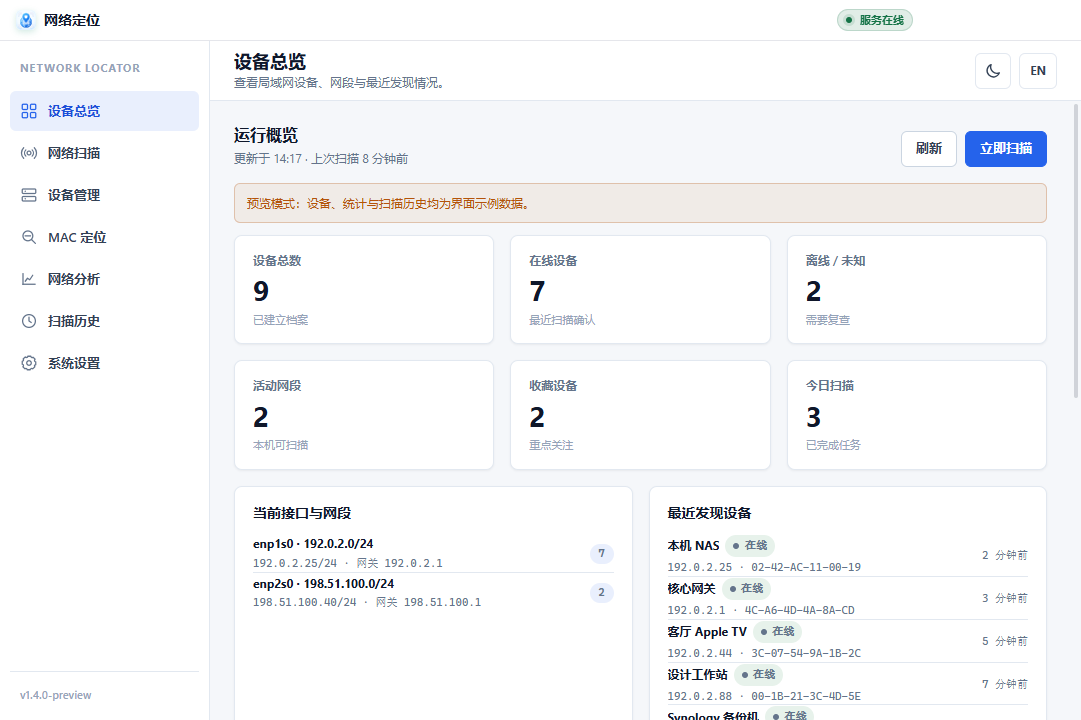 网络定位
服务在线
NETWORK LOCATOR
设备总览
网络扫描
设备管理
MAC 定位
网络分析
扫描历史
系统设置
v1.4.0-preview
设备总览
查看局域网设备、网段与最近发现情况。
EN
运行概览
更新于 14:17 · 上次扫描 8 分钟前
刷新
立即扫描
预览模式：设备、统计与扫描历史均为界面示例数据。
设备总数
9
已建立档案
在线设备
7
最近扫描确认
离线 / 未知
2
需要复查
活动网段
2
本机可扫描
收藏设备
2
重点关注
今日扫描
3
已完成任务
当前接口与网段
enp1s0 · 192.0.2.0/24
192.0.2.25/24 · 网关 192.0.2.1
7
enp2s0 · 198.51.100.0/24
198.51.100.40/24 · 网关 198.51.100.1
2
最近发现设备
本机 NAS 在线
192.0.2.25 · 02-42-AC-11-00-19
2 分钟前
核心网关 在线
192.0.2.1 · 4C-A6-4D-4A-8A-CD
3 分钟前
客厅 Apple TV 在线
192.0.2.44 · 3C-07-54-9A-1B-2C
5 分钟前
设计工作站 在线
192.0.2.88 · 00-1B-21-3C-4D-5E
7 分钟前
Synology 备份机 在线